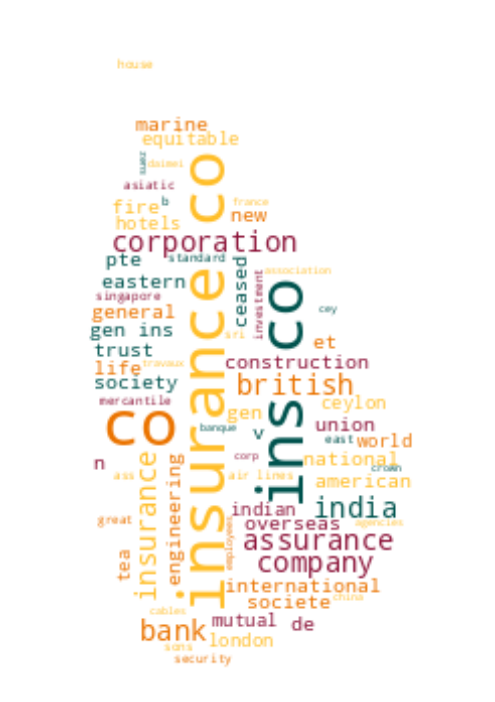 house
marine
equitable
suez
daimei
asiatic
insurance co
b
fire
france
new
hotels
corporation
pte
standard
ceased
association
eastern
investment
singapore
ins co
general
cey
gen ins
sri
et
trust
travaux
construction
life
society
british
mercantile
ceylon
co
gen
union
banque
v
east
world
n
corp
national
insurance
engineering
crown
ass
air lines
american
india
indian
great
overseas
agencies
employees
assurance
tea
company
international
societe
china
cables
mutual
de
bank
london
sons
security